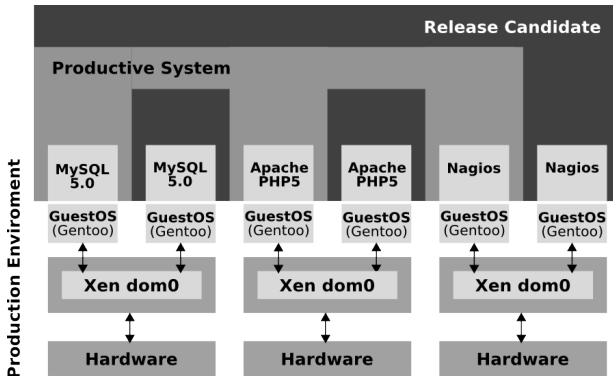 Release Candidate
Productive System
MySQL
5.0
MySQL
5.0
Apache
PHP5
Apache
PHP5
Nagios
Nagios
GuestOS
(Gentoo)
GuestOS
(Gentoo)
GuestOS
(Gentoo)
GuestOS
(Gentoo)
GuestOS
(Gentoo)
GuestOS
(Gentoo)
Xen dom0
Xen dom0
Xen dom0
Hardware
Hardware
Hardware
Production Enviroment